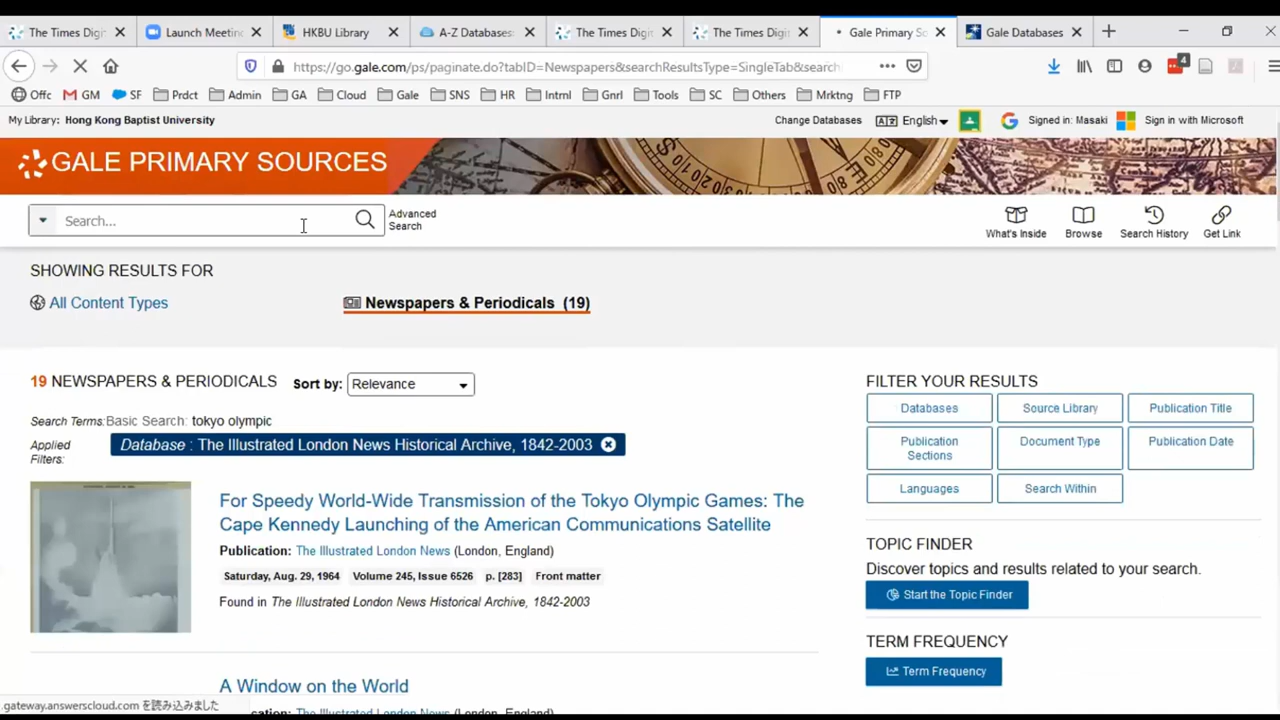 The Times Digi
Launch Meetin
HKBU Library
A-Z Databases:
The Times Digit
The Times Digit
Gale Primary So
Gale Databases
https://go.gale.com/ps/paginate.do?tabID=Newspapers&searchResultsType=SingleTab&search
4
Offc GM SF Prdct Admin GA Cloud Gale SNS HR Intrnl Gnrl Tools SC Others Mrktng FTP
My Library: Hong Kong Baptist University
Change Databases English Signed in: Masaki Sign in with Microsoft
GALE PRIMARY SOURCES
Search...
Advanced
Search
What's Inside Browse Search History Get Link
SHOWING RESULTS FOR
All Content Types
Newspapers & Periodicals (19)
19 NEWSPAPERS & PERIODICALS
Sort by: Relevance
Search Terms:Basic Search: tokyo olympic
Applied
Filters:
Database : The Illustrated London News Historical Archive, 1842-2003
For Speedy World-Wide Transmission of the Tokyo Olympic Games: The
Cape Kennedy Launching of the American Communications Satellite
Publication: The Illustrated London News (London, England)
Saturday, Aug. 29, 1964 Volume 245, Issue 6526 p. [283] Front matter
Found in The Illustrated London News Historical Archive, 1842-2003
A Window on the World
The Illustrated London News (London, England)
FILTER YOUR RESULTS
Databases
Source Library
Publication Title
Publication
Sections
Document Type
Publication Date
Languages
Search Within
TOPIC FINDER
Discover topics and results related to your search.
Start the Topic Finder
TERM FREQUENCY
Term Frequency
.gateway.answerscloud.com を読み込みました